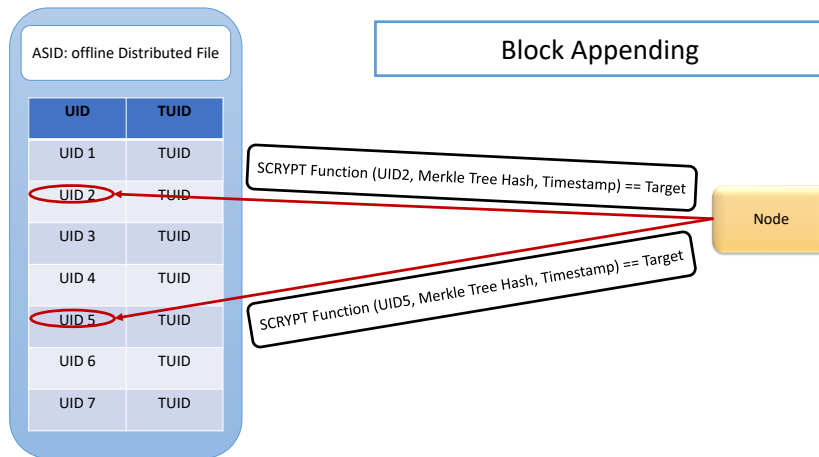 ASID: offline Distributed File
Block Appending
UID TUID
UID 1 TUID
UID 2 TUID
UID 3 TUID
UID 4 TUID
UID 5 TUID
UID 6 TUID
UID 7 TUID
SCRYPT Function (UID2, Merkle Tree Hash, Timestamp) == Target
Node
SCRYPT Function (UID5, Merkle Tree Hash, Timestamp) == Target